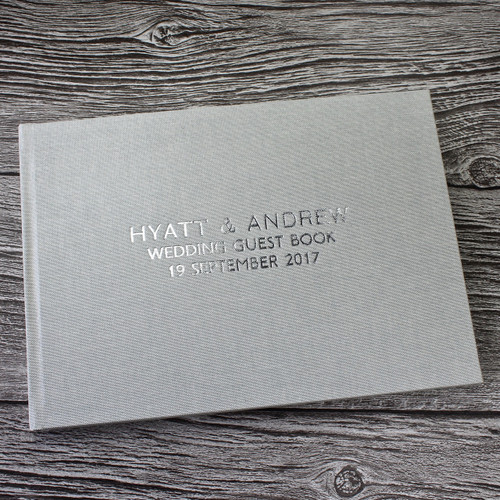 HYATT & ANDREW
WEDDING GUEST BOOK
19 SEPTEMBER 2017